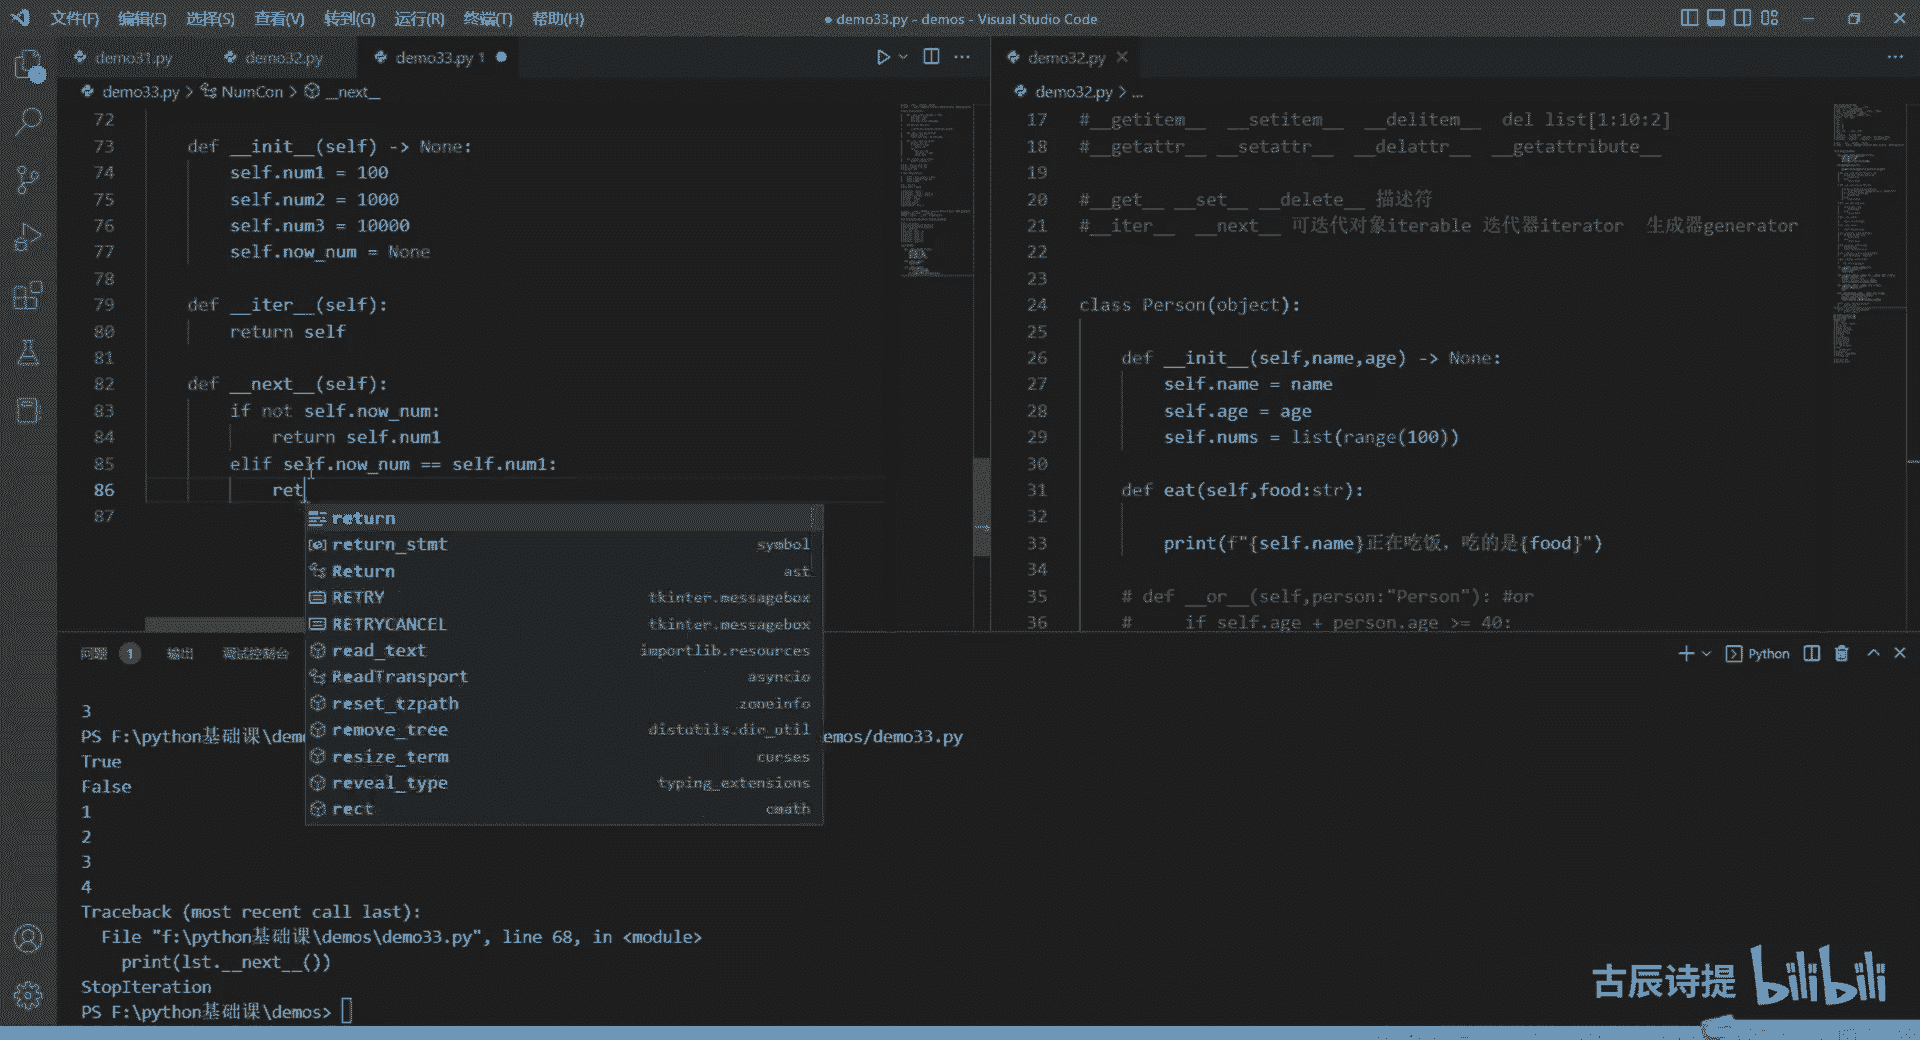 文件(F) 编辑(E) 选择(S) 查看(V) 转到(G) 运行(R) 终端(T) 帮助(H)
● demo33.py - demos - Visual Studio Code
demo31.py demo32.py demo33.py 1 ●
demo33.py > NumCon > __next__
72
73 def __init__(self) -> None:
74 self.num1 = 100
75 self.num2 = 1000
76 self.num3 = 10000
77 self.now_num = None
78
79 def __iter__(self):
80 return self
81
82 def __next__(self):
83 if not self.now_num:
84 return self.num1
85 elif self.now_num == self.num1:
86 ret
87
return
return_stmt symbol
Return ast
RETRY tkinter.messagebox
RETRYCANCEL tkinter.messagebox
read_text importlib.resources
ReadTransport asyncio
reset_tzpath zoneinfo
remove_tree distutils.dir_util
resize_term curses
reveal_type typing_extensions
rect cmath
demo32.py
demo32.py > ...
17 #__getitem__ __setitem__ __delitem__ del list[1:10:2]
18 #__getattr__ __setattr__ __delattr__ __getattribute__
19
20 #__get__ __set__ __delete__ 描述符
21 #__iter__ __next__ 可迭代对象iterable 迭代器iterator 生成器generator
22
23
24 class Person(object):
25
26 def __init__(self,name,age) -> None:
27 self.name = name
28 self.age = age
29 self.nums = list(range(100))
30
31 def eat(self,food:str):
32
33 print(f"{self.name}正在吃饭，吃的是{food}")
34
35 # def __or__(self,person:"Person"): #or
36 # if self.age + person.age >= 40:
问题 1 输出 调试控制台
Python
3
PS F:\python基础课\dem emos/demo33.py
True
False
1
2
3
4
Traceback (most recent call last):
File "f:\python基础课\demos\demo33.py", line 68, in <module>
print(lst.__next__())
StopIteration
PS F:\python基础课\demos>
古辰诗提 bilibili